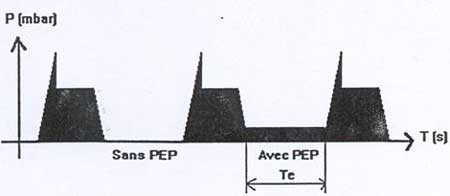 P (mbar)
T (s)
Sans PEP
Avec PEP
Te